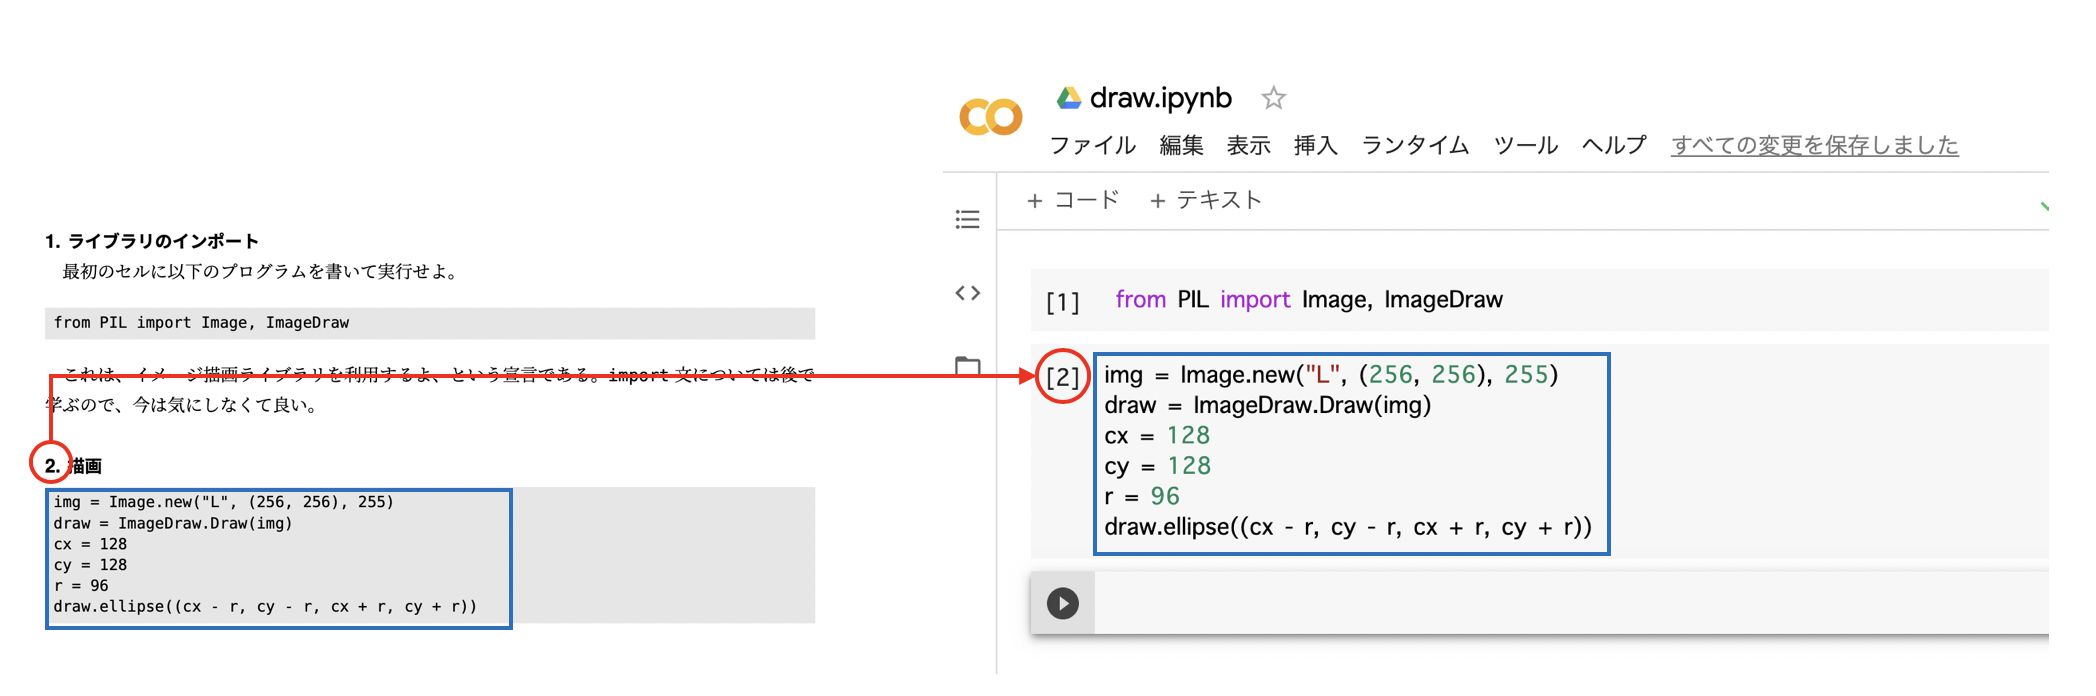 1. ライブラリのインポート
最初のセルに以下のプログラムを書いて実行せよ。
from PIL import Image, ImageDraw
これは、イメージ描画ライブラリを利用するよ、という宣言である。import 文については後で
学ぶので、今は気にしなくて良い。
2. 描画
img = Image.new("L", (256, 256), 255)
draw = ImageDraw.Draw(img)
cx = 128
cy = 128
r = 96
draw.ellipse((cx - r, cy - r, cx + r, cy + r))
draw.ipynb
ファイル 編集 表示 挿入 ランタイム ツール ヘルプ すべての変更を保存しました
+ コード + テキスト
[1] from PIL import Image, ImageDraw
[2] img = Image.new("L", (256, 256), 255)
draw = ImageDraw.Draw(img)
cx = 128
cy = 128
r = 96
draw.ellipse((cx - r, cy - r, cx + r, cy + r))